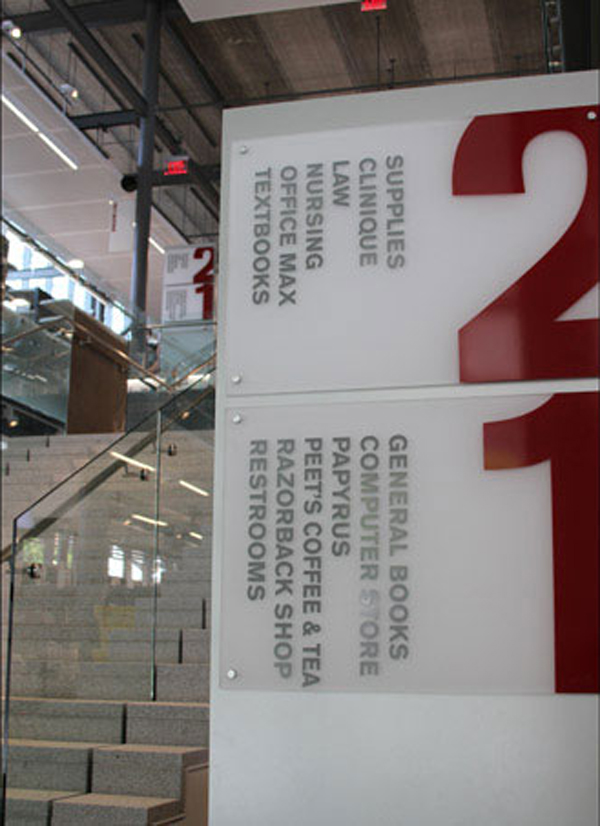 2
SUPPLIES
CLINIQUE
LAW
NURSING
OFFICE MAX
TEXTBOOKS
1
GENERAL BOOKS
COMPUTER STORE
PAPYRUS
PEET'S COFFEE & TEA
RAZORBACK SHOP
RESTROOMS
2
1